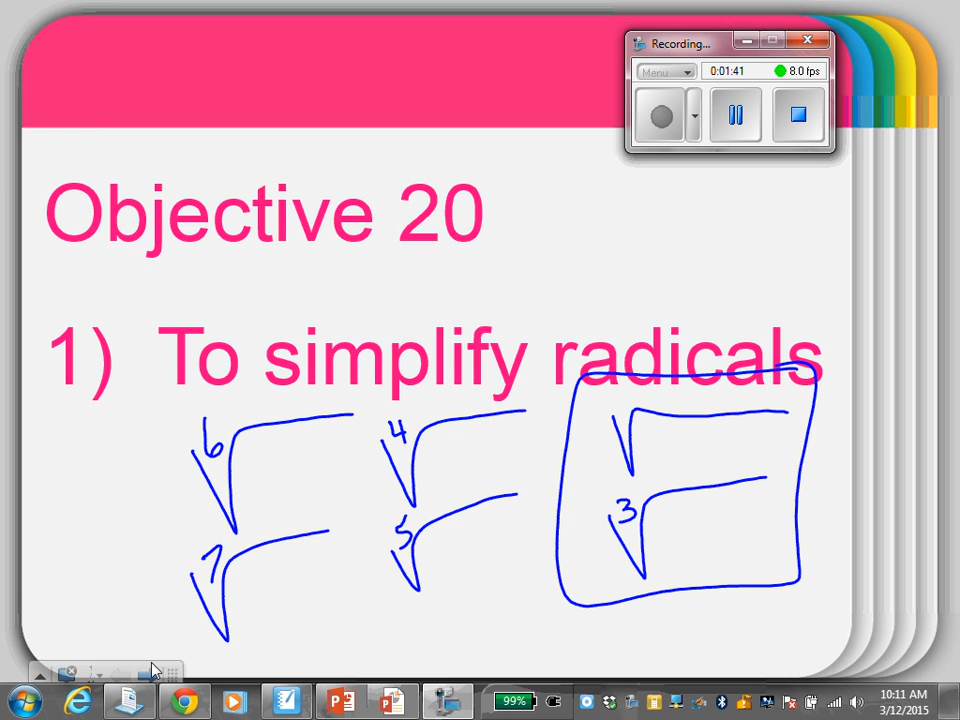 Recording...
Menu
0:01:41
8.0 fps
Objective 20
1) To simplify radicals
6 4
3
7 5
99%
10:11 AM
3/12/2015